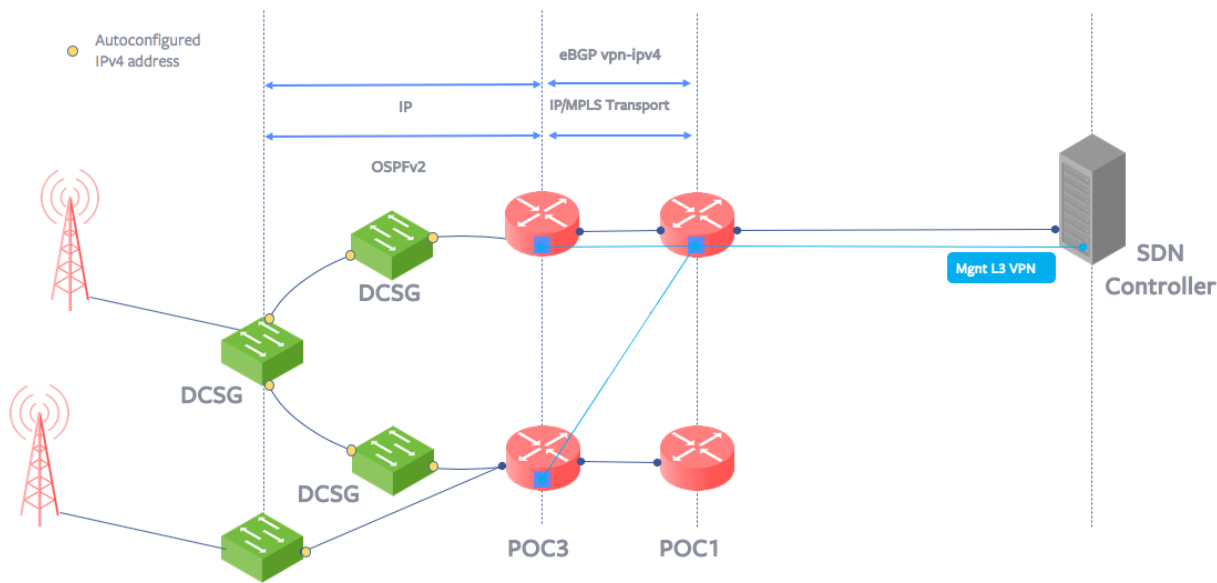 Autoconfigured
IPv4 address
eBGP vpn-ipv4
IP
IP/MPLS Transport
OSPFv2
DCSG
Mgnt L3 VPN
SDN
Controller
DCSG
DCSG
POC3
POC1